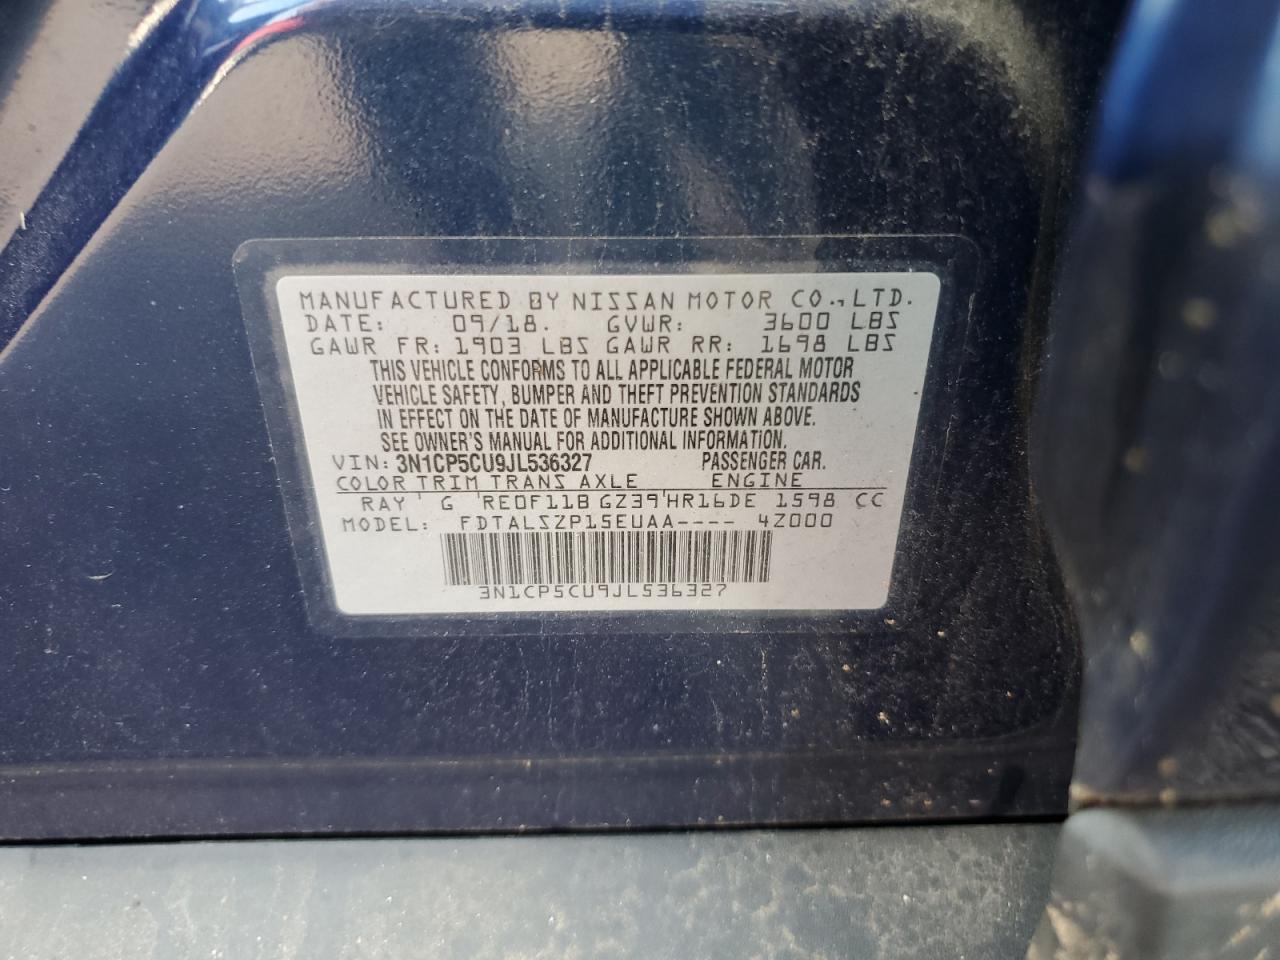 MANUFACTURED BY NISSAN MOTOR CO., LTD.
DATE: 09/18. GVWR: 3600 LBS
GAWR FR: 1903 LBS GAWR RR: 1698 LBS
THIS VEHICLE CONFORMS TO ALL APPLICABLE FEDERAL MOTOR
VEHICLE SAFETY, BUMPER AND THEFT PREVENTION STANDARDS
IN EFFECT ON THE DATE OF MANUFACTURE SHOWN ABOVE.
SEE OWNER'S MANUAL FOR ADDITIONAL INFORMATION.
VIN: 3N1CP5CU9JL536327 PASSENGER CAR.
COLOR TRIM TRANS AXLE ENGINE
RAY ' G 'RE0F11B GZ39'HR16DE 1598 CC
MODEL: FDTALSZP15EUAA---- 4Z000
3N1CP5CU9JL536327